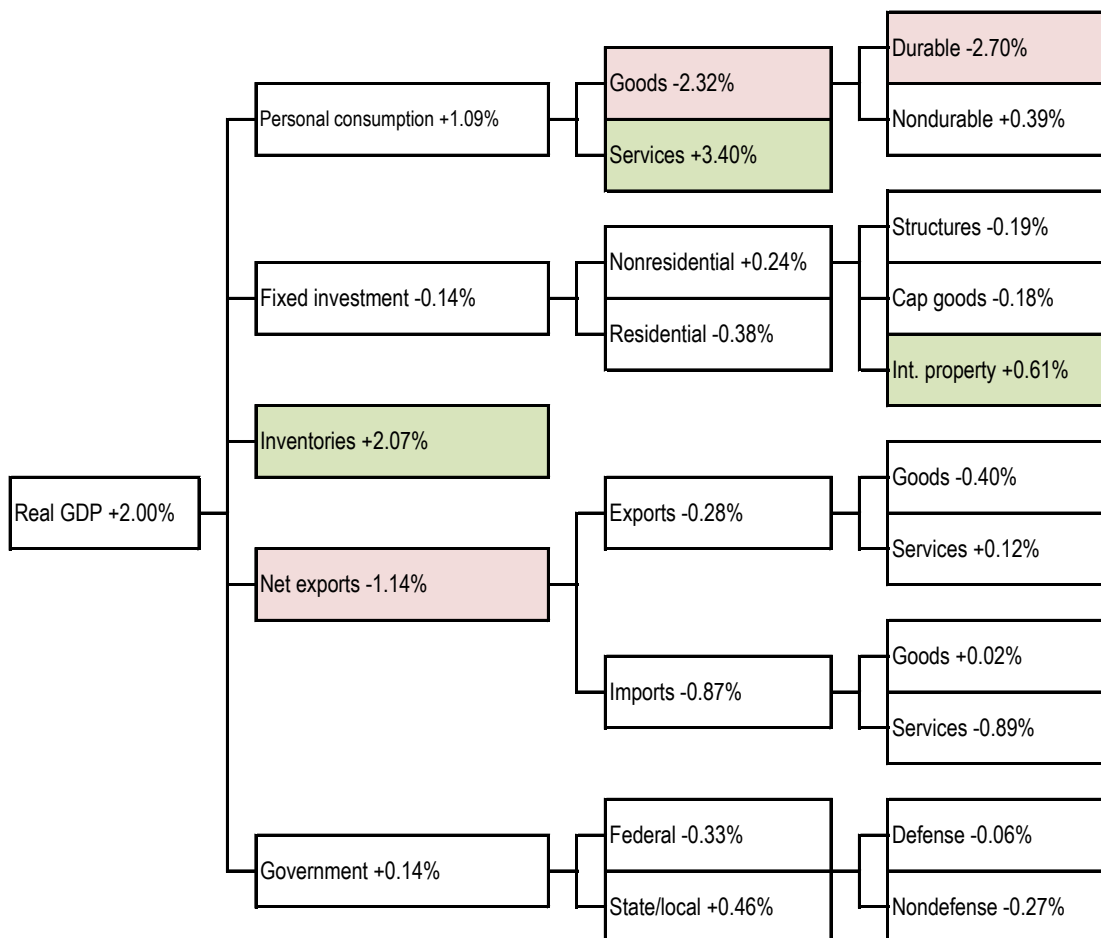 Real GDP +2.00%
Personal consumption +1.09%
Goods -2.32%
Durable -2.70%
Nondurable +0.39%
Services +3.40%
Fixed investment -0.14%
Nonresidential +0.24%
Structures -0.19%
Cap goods -0.18%
Int. property +0.61%
Residential -0.38%
Inventories +2.07%
Net exports -1.14%
Exports -0.28%
Goods -0.40%
Services +0.12%
Imports -0.87%
Goods +0.02%
Services -0.89%
Government +0.14%
Federal -0.33%
Defense -0.06%
Nondefense -0.27%
State/local +0.46%